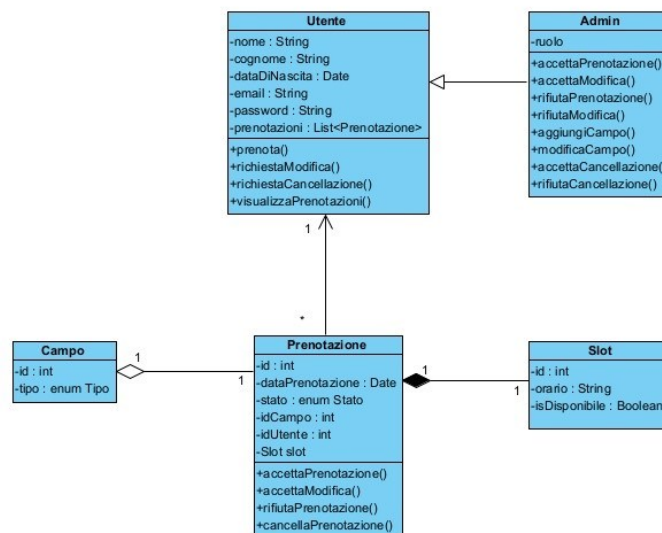 Utente
-nome : String
-cognome : String
-dataDiNascita : Date
-email : String
-password : String
-prenotazioni : List<Prenotazione>
+prenota()
+richiestaModifica()
+richiestaCancellazione()
+visualizzaPrenotazioni()
Admin
-ruolo
+accettaPrenotazione()
+accettaModifica()
+rifiutaPrenotazione()
+rifiutaModifica()
+aggiungiCampo()
+modificaCampo()
+accettaCancellazione()
+rifiutaCancellazione()
1
*
Campo
-id : int
-tipo : enum Tipo
1
1
Prenotazione
-id : int
-dataPrenotazione : Date
-stato : enum Stato
-idCampo : int
-idUtente : int
-Slot slot
+accettaPrenotazione()
+accettaModifica()
+rifiutaPrenotazione()
+cancellaPrenotazione()
1
1
Slot
-id : int
-orario : String
-isDisponibile : Boolean